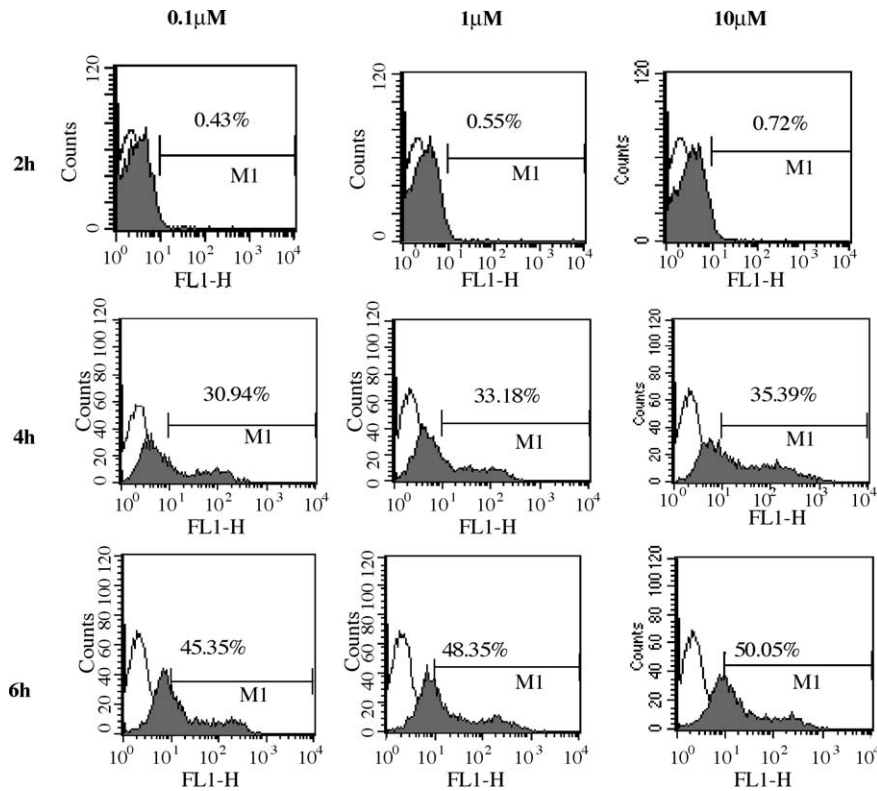 0.1µM 1µM 10µM
2h
120 Counts 0 0.43% M1 10^0 10^1 10^2 10^3 10^4 FL1-H
120 Counts 0 0.55% M1 10^0 10^1 10^2 10^3 10^4 FL1-H
120 Counts 0 0.72% M1 10^0 10^1 10^2 10^3 10^4 FL1-H
4h
120 100 80 60 40 20 0 Counts 30.94% M1 10^0 10^1 10^2 10^3 10^4 FL1-H
120 100 80 60 40 20 0 Counts 33.18% M1 10^0 10^1 10^2 10^3 10^4 FL1-H
120 100 80 60 40 20 0 Counts 35.39% M1 10^0 10^1 10^2 10^3 10^4 FL1-H
6h
120 100 80 60 40 20 0 Counts 45.35% M1 10^0 10^1 10^2 10^3 10^4 FL1-H
120 100 80 60 40 20 0 Counts 48.35% M1 10^0 10^1 10^2 10^3 10^4 FL1-H
120 100 80 60 40 20 0 Counts 50.05% M1 10^0 10^1 10^2 10^3 10^4 FL1-H